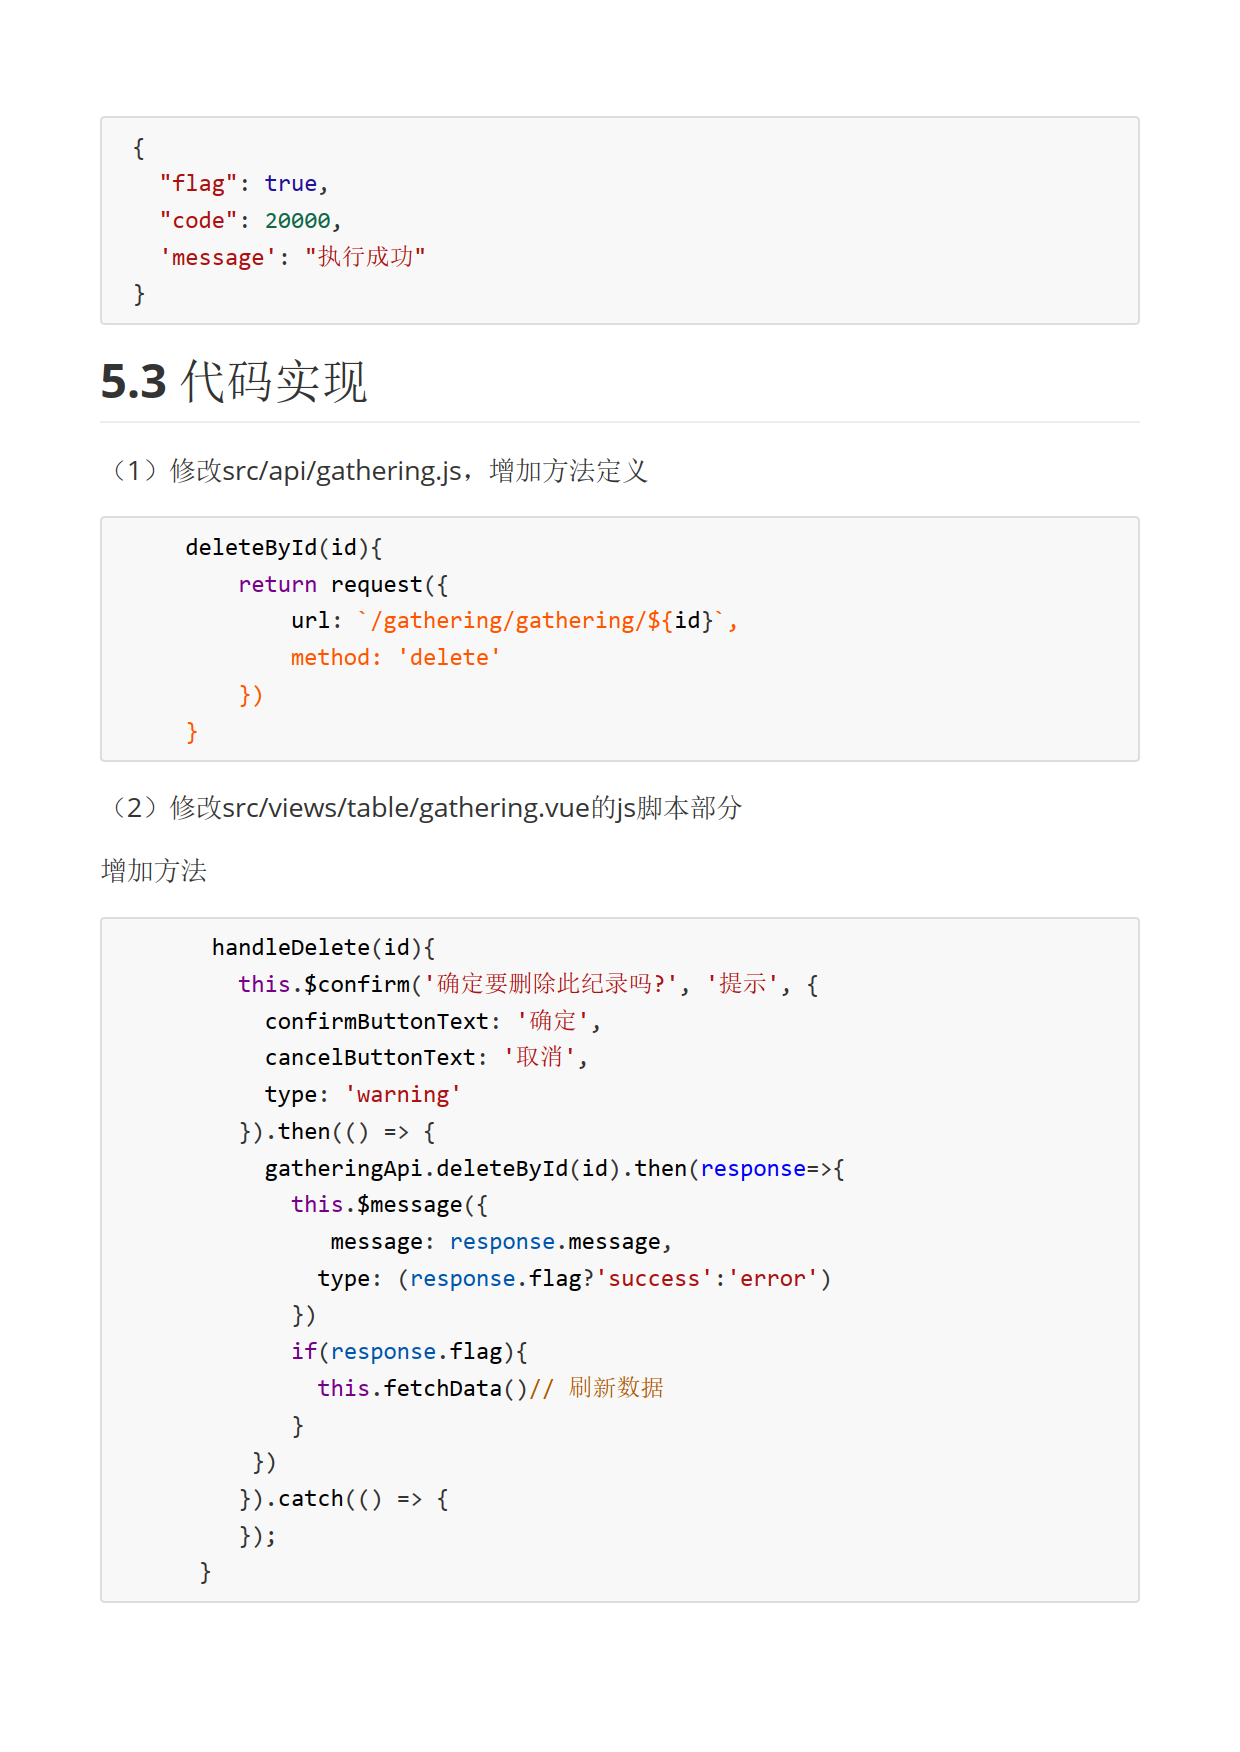 {
  "flag": true,
  "code": 20000,
  'message': "执行成功"
}
5.3 代码实现
（1）修改src/api/gathering.js，增加方法定义
    deleteById(id){
        return request({
            url: `/gathering/gathering/${id}`,
            method: 'delete'
        })
    }
（2）修改src/views/table/gathering.vue的js脚本部分
增加方法
      handleDelete(id){
        this.$confirm('确定要删除此纪录吗?', '提示', {
          confirmButtonText: '确定',
          cancelButtonText: '取消',
          type: 'warning'
        }).then(() => {
          gatheringApi.deleteById(id).then(response=>{
            this.$message({
               message: response.message,
              type: (response.flag?'success':'error')
            })
            if(response.flag){
              this.fetchData()// 刷新数据
            }
         })
        }).catch(() => {
        });
     }